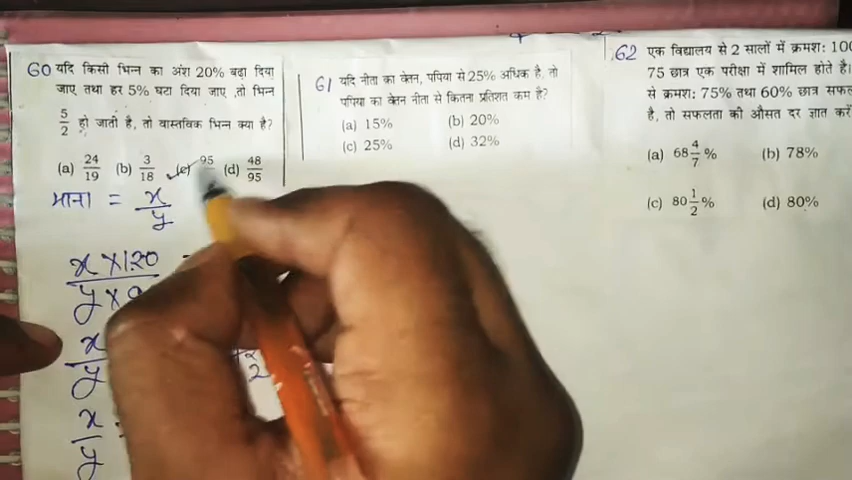 60 यदि किसी भिन्न का अंश 20% बढ़ा दिया
जाए तथा हर 5% घटा दिया जाए ,तो भिन्न
5/2 हो जाती है, तो वास्तविक भिन्न क्या है?
(a) 24/19 (b) 3/18 (c) 95 (d) 48/95
माना = x/y
x×120
y×9
x
y
2
x
y
61 यदि नीता का वेतन, पपिया से 25% अधिक है, तो
पपिया का वेतन नीता से कितना प्रतिशत कम है?
(a) 15% (b) 20%
(c) 25% (d) 32%
62 एक विद्यालय से 2 सालों में क्रमश: 100
75 छात्र एक परीक्षा में शामिल होते है।
से क्रमश: 75% तथा 60% छात्र सफल
है, तो सफलता की औसत दर ज्ञात करें
(a) 68 4/7 % (b) 78%
(c) 80 1/2 % (d) 80%